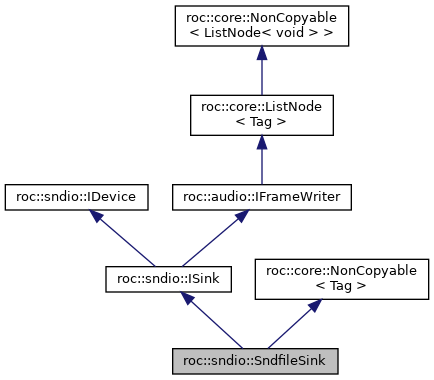 roc::core::NonCopyable
< ListNode< void > >
roc::core::ListNode
< Tag >
roc::sndio::IDevice
roc::audio::IFrameWriter
roc::sndio::ISink
roc::core::NonCopyable
< Tag >
roc::sndio::SndfileSink